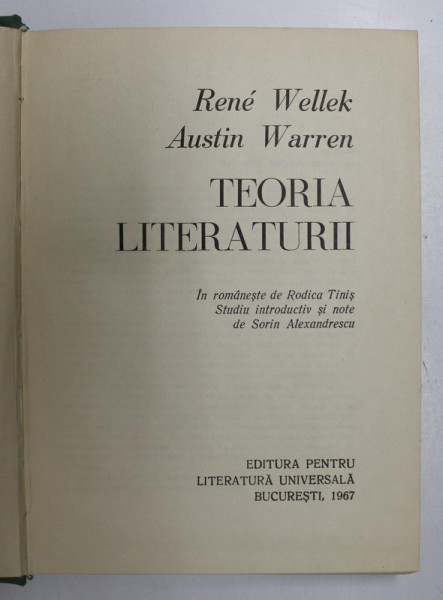 René Wellek
Austin Warren
TEORIA
LITERATURII
În românește de Rodica Tiniș
Studiu introductiv și note
de Sorin Alexandrescu
EDITURA PENTRU
LITERATURĂ UNIVERSALĂ
BUCUREȘTI, 1967